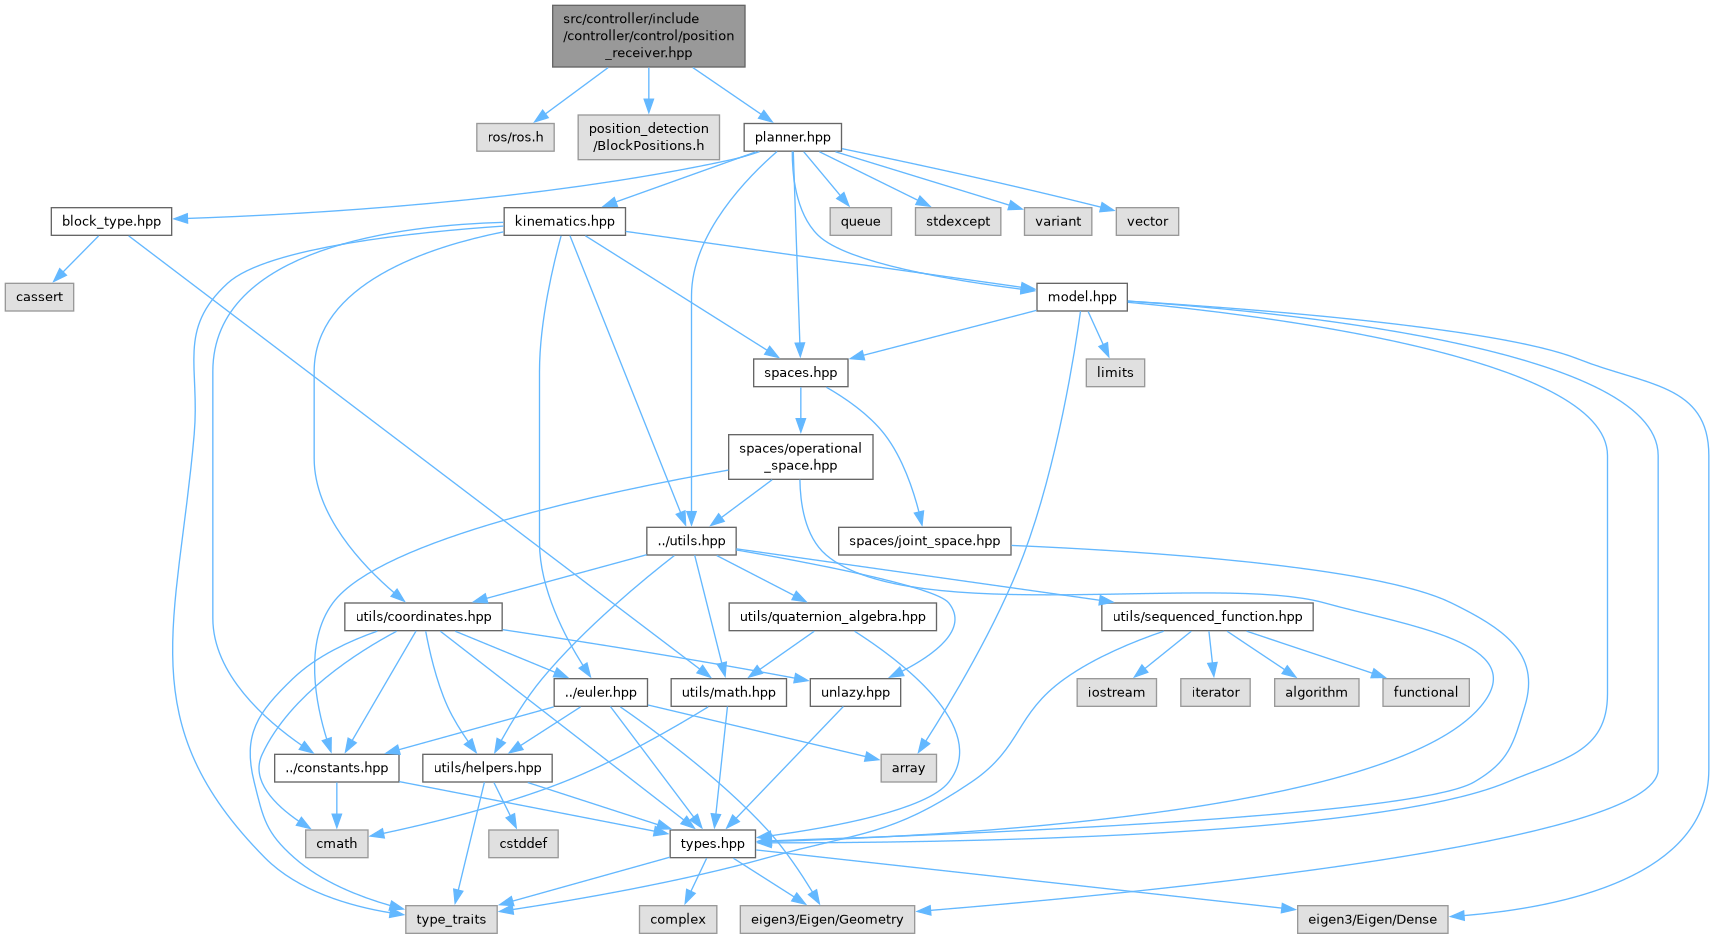 src/controller/include
/controller/control/position
_receiver.hpp
ros/ros.h
position_detection
/BlockPositions.h
planner.hpp
block_type.hpp
kinematics.hpp
queue
stdexcept
variant
vector
cassert
model.hpp
spaces.hpp
limits
spaces/operational
_space.hpp
../utils.hpp
spaces/joint_space.hpp
utils/coordinates.hpp
utils/quaternion_algebra.hpp
utils/sequenced_function.hpp
../euler.hpp
utils/math.hpp
unlazy.hpp
iostream
iterator
algorithm
functional
../constants.hpp
utils/helpers.hpp
array
cmath
cstddef
types.hpp
type_traits
complex
eigen3/Eigen/Geometry
eigen3/Eigen/Dense